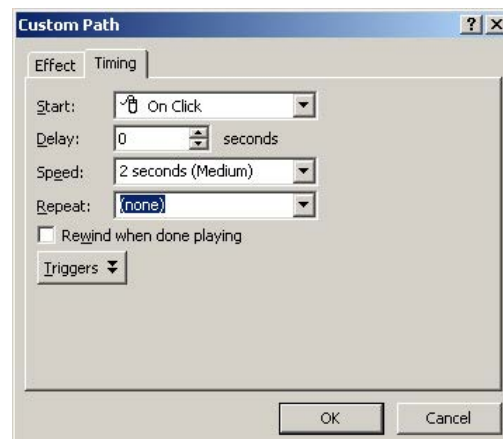 Custom Path
Effect Timing
Start: On Click
Delay: 0 seconds
Speed: 2 seconds (Medium)
Repeat: (none)
Rewind when done playing
Triggers
OK Cancel